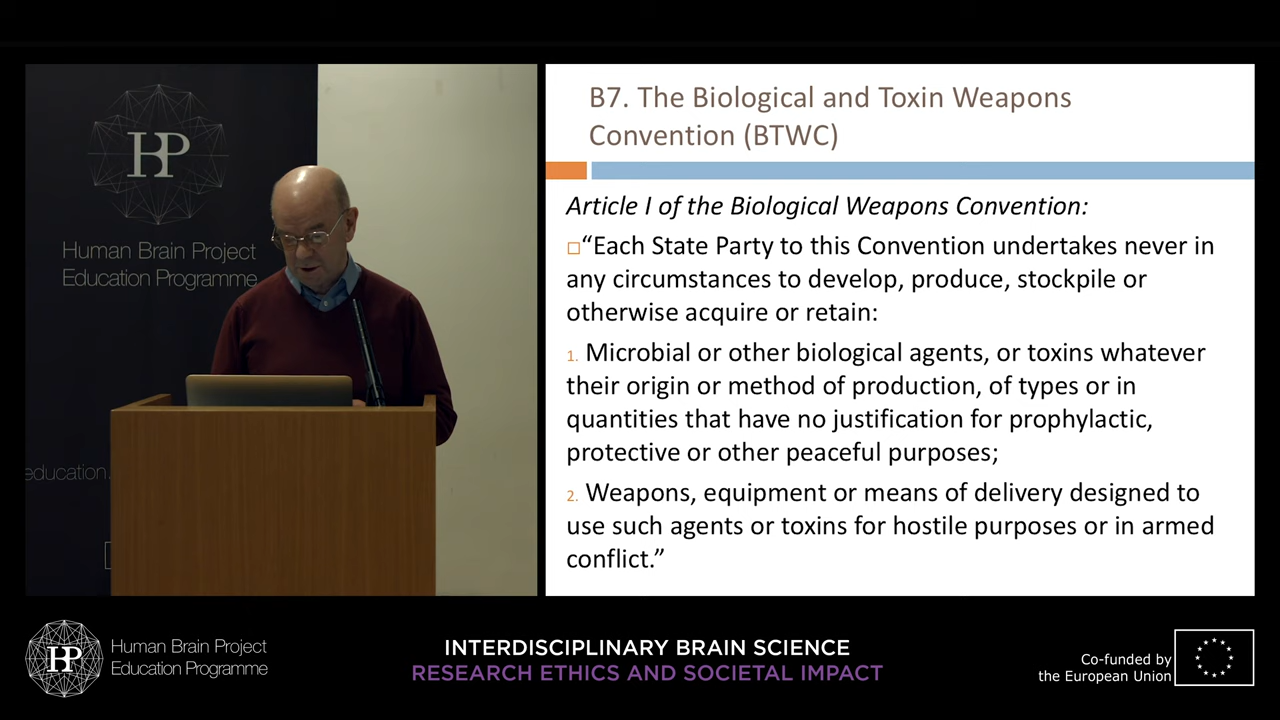 HP
Human Brain Project
Education Programme
education.
B7. The Biological and Toxin Weapons
Convention (BTWC)
Article I of the Biological Weapons Convention:
“Each State Party to this Convention undertakes never in
any circumstances to develop, produce, stockpile or
otherwise acquire or retain:
1. Microbial or other biological agents, or toxins whatever
their origin or method of production, of types or in
quantities that have no justification for prophylactic,
protective or other peaceful purposes;
2. Weapons, equipment or means of delivery designed to
use such agents or toxins for hostile purposes or in armed
conflict.”
HP
Human Brain Project
Education Programme
INTERDISCIPLINARY BRAIN SCIENCE
RESEARCH ETHICS AND SOCIETAL IMPACT
Co-funded by
the European Union